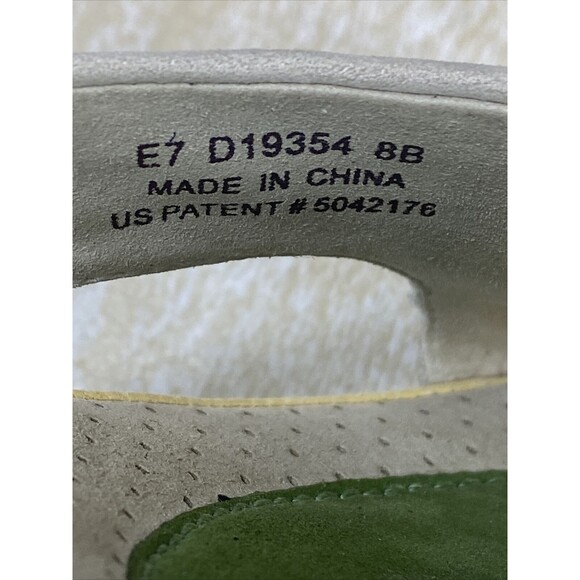 E7 D19354 8B
MADE IN CHINA
US PATENT # 5042176